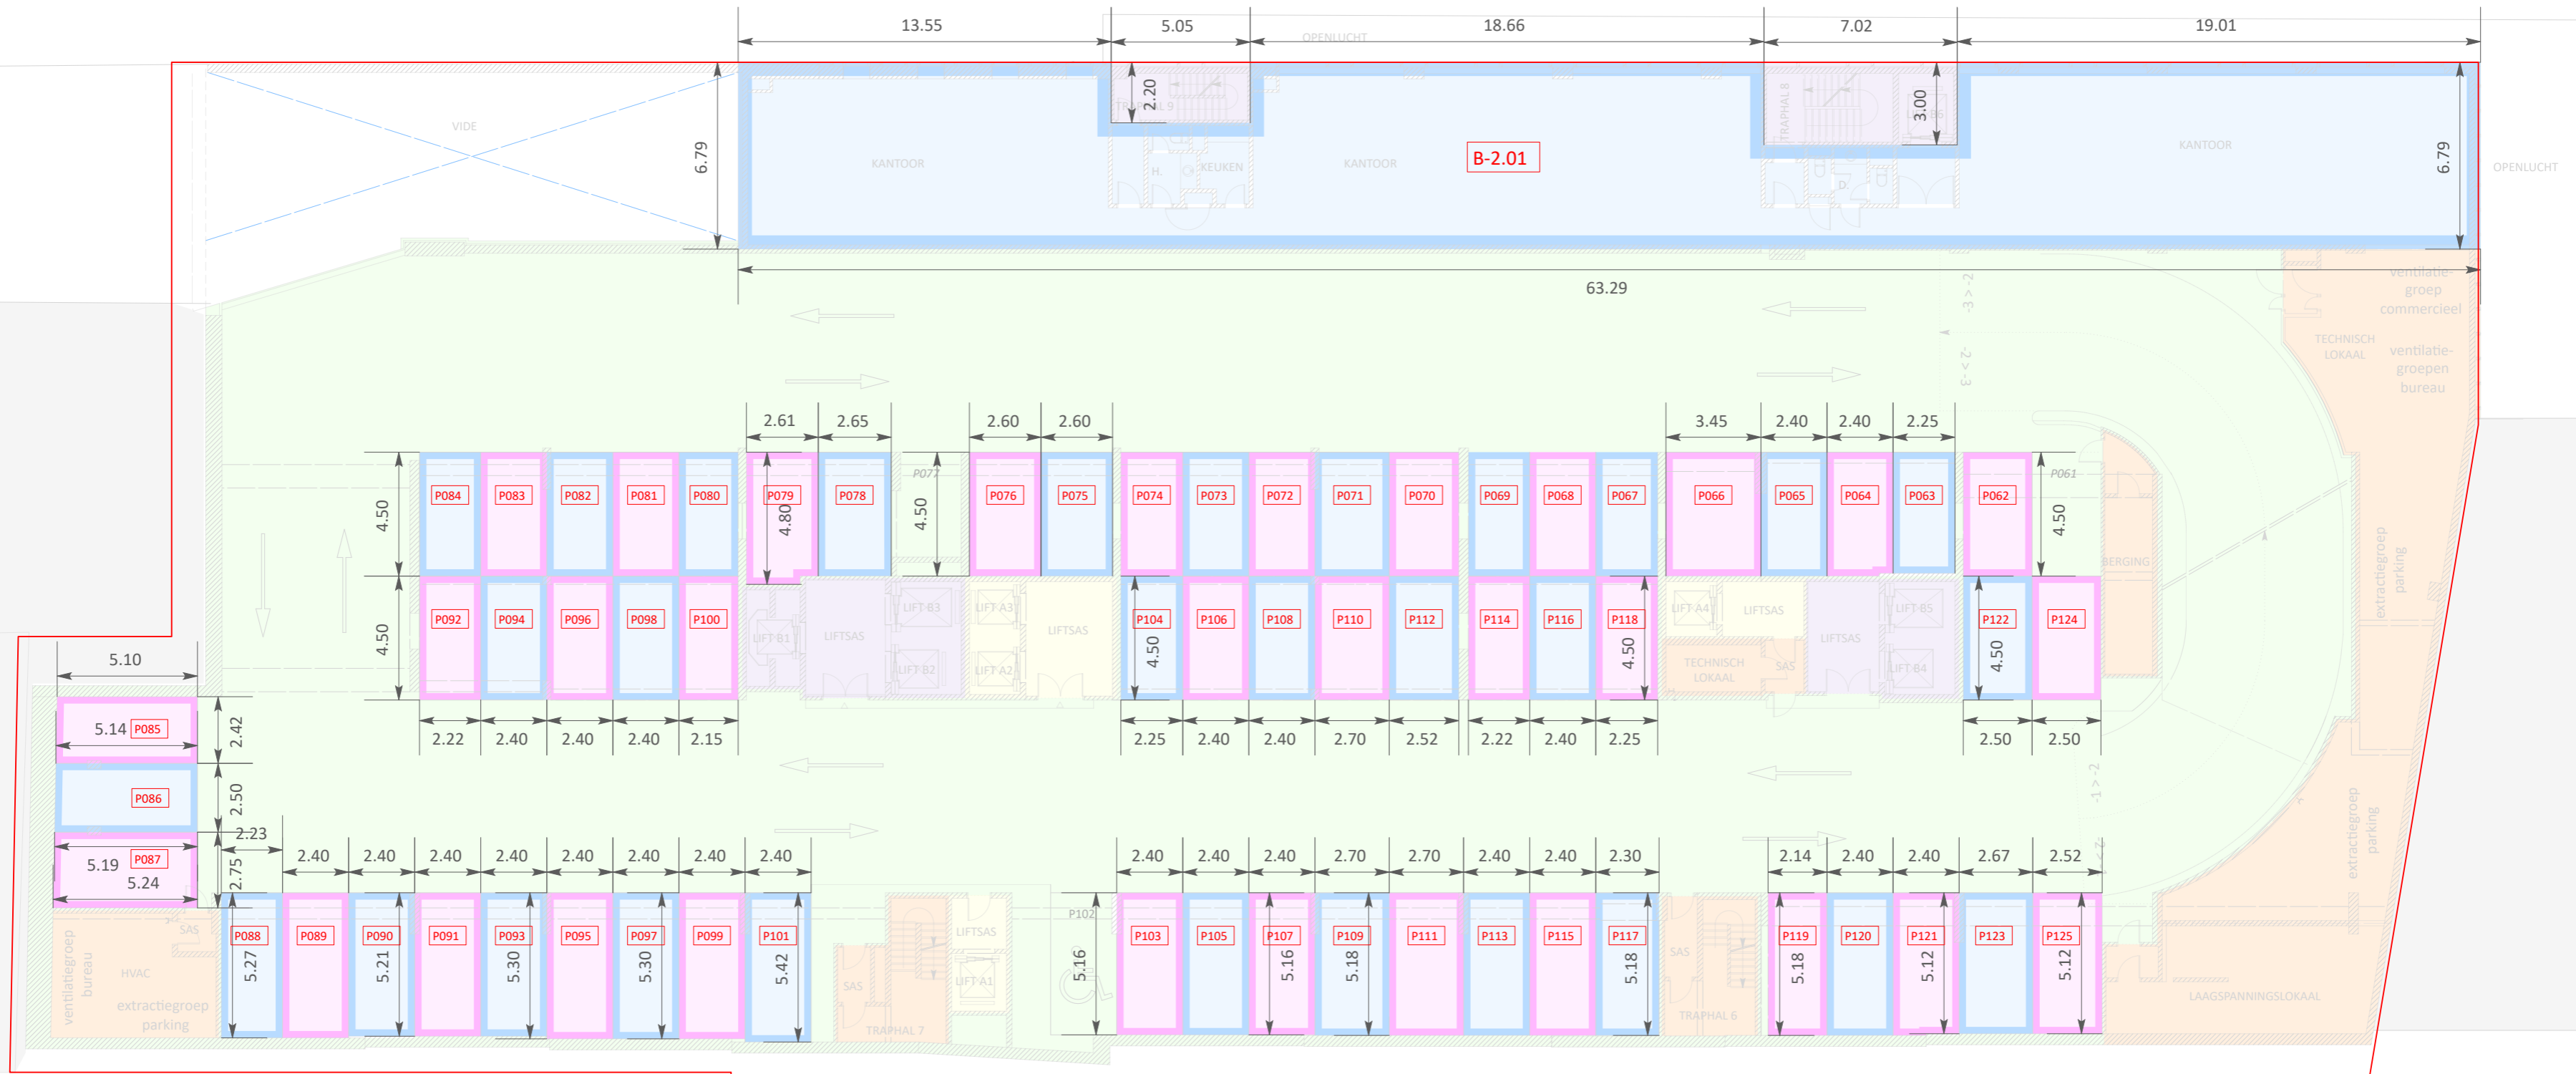 13.55 5.05 18.66 7.02 19.01
OPENLUCHT
2.20
TRAPHAL 9
TRAPHAL 8
3.00
VIDE
6.79
KANTOOR
H.
KEUKEN
KANTOOR
B-2.01
D.
KANTOOR
6.79
OPENLUCHT
63.29
-3 > -2
-2 > -3
ventilatie-
groep
commercieel
TECHNISCH
LOKAAL
ventilatie-
groepen
bureau
2.61 2.65 2.60 2.60 3.45 2.40 2.40 2.25
4.50
P084 P083 P082 P081 P080 P079 P078 P077 P076 P075 P074 P073 P072 P071 P070 P069 P068 P067 P066 P065 P064 P063 P062 P061
4.80
4.50
4.50
BERGING
extractiegroep
parking
4.50
P092 P094 P096 P098 P100
LIFT B1
LIFTSAS
LIFT B3
LIFT B2
LIFT A3
LIFT A2
LIFTSAS
P104 P106 P108 P110 P112 P114 P116 P118
4.50
4.50
LIFT A4
LIFTSAS
TECHNISCH
LOKAAL
SAS
LIFTSAS
LIFT B5
LIFT B4
P122 P124
4.50
5.10
2.22 2.40 2.40 2.40 2.15 2.25 2.40 2.40 2.70 2.52 2.22 2.40 2.25 2.50 2.50
5.14 P085
2.42
P086
2.50
P087
5.19
5.24
2.75
-1 > -2
extractiegroep
parking
2.23 2.40 2.40 2.40 2.40 2.40 2.40 2.40 2.40 2.40 2.40 2.40 2.70 2.70 2.40 2.40 2.30 2.14 2.40 2.40 2.67 2.52
P088 P089 P090 P091 P093 P095 P097 P099 P101
5.27 5.21 5.30 5.30 5.42
ventilatiegroep
bureau
HVAC
SAS
extractiegroep
parking
SAS
TRAPHAL 7
LIFTSAS
LIFT A1
P102
5.16
P103 P105 P107 P109 P111 P113 P115 P117
5.16 5.18 5.18
SAS
TRAPHAL 6
P119 P120 P121 P123 P125
5.18 5.12 5.12
LAAGSPANNINGSLOKAAL